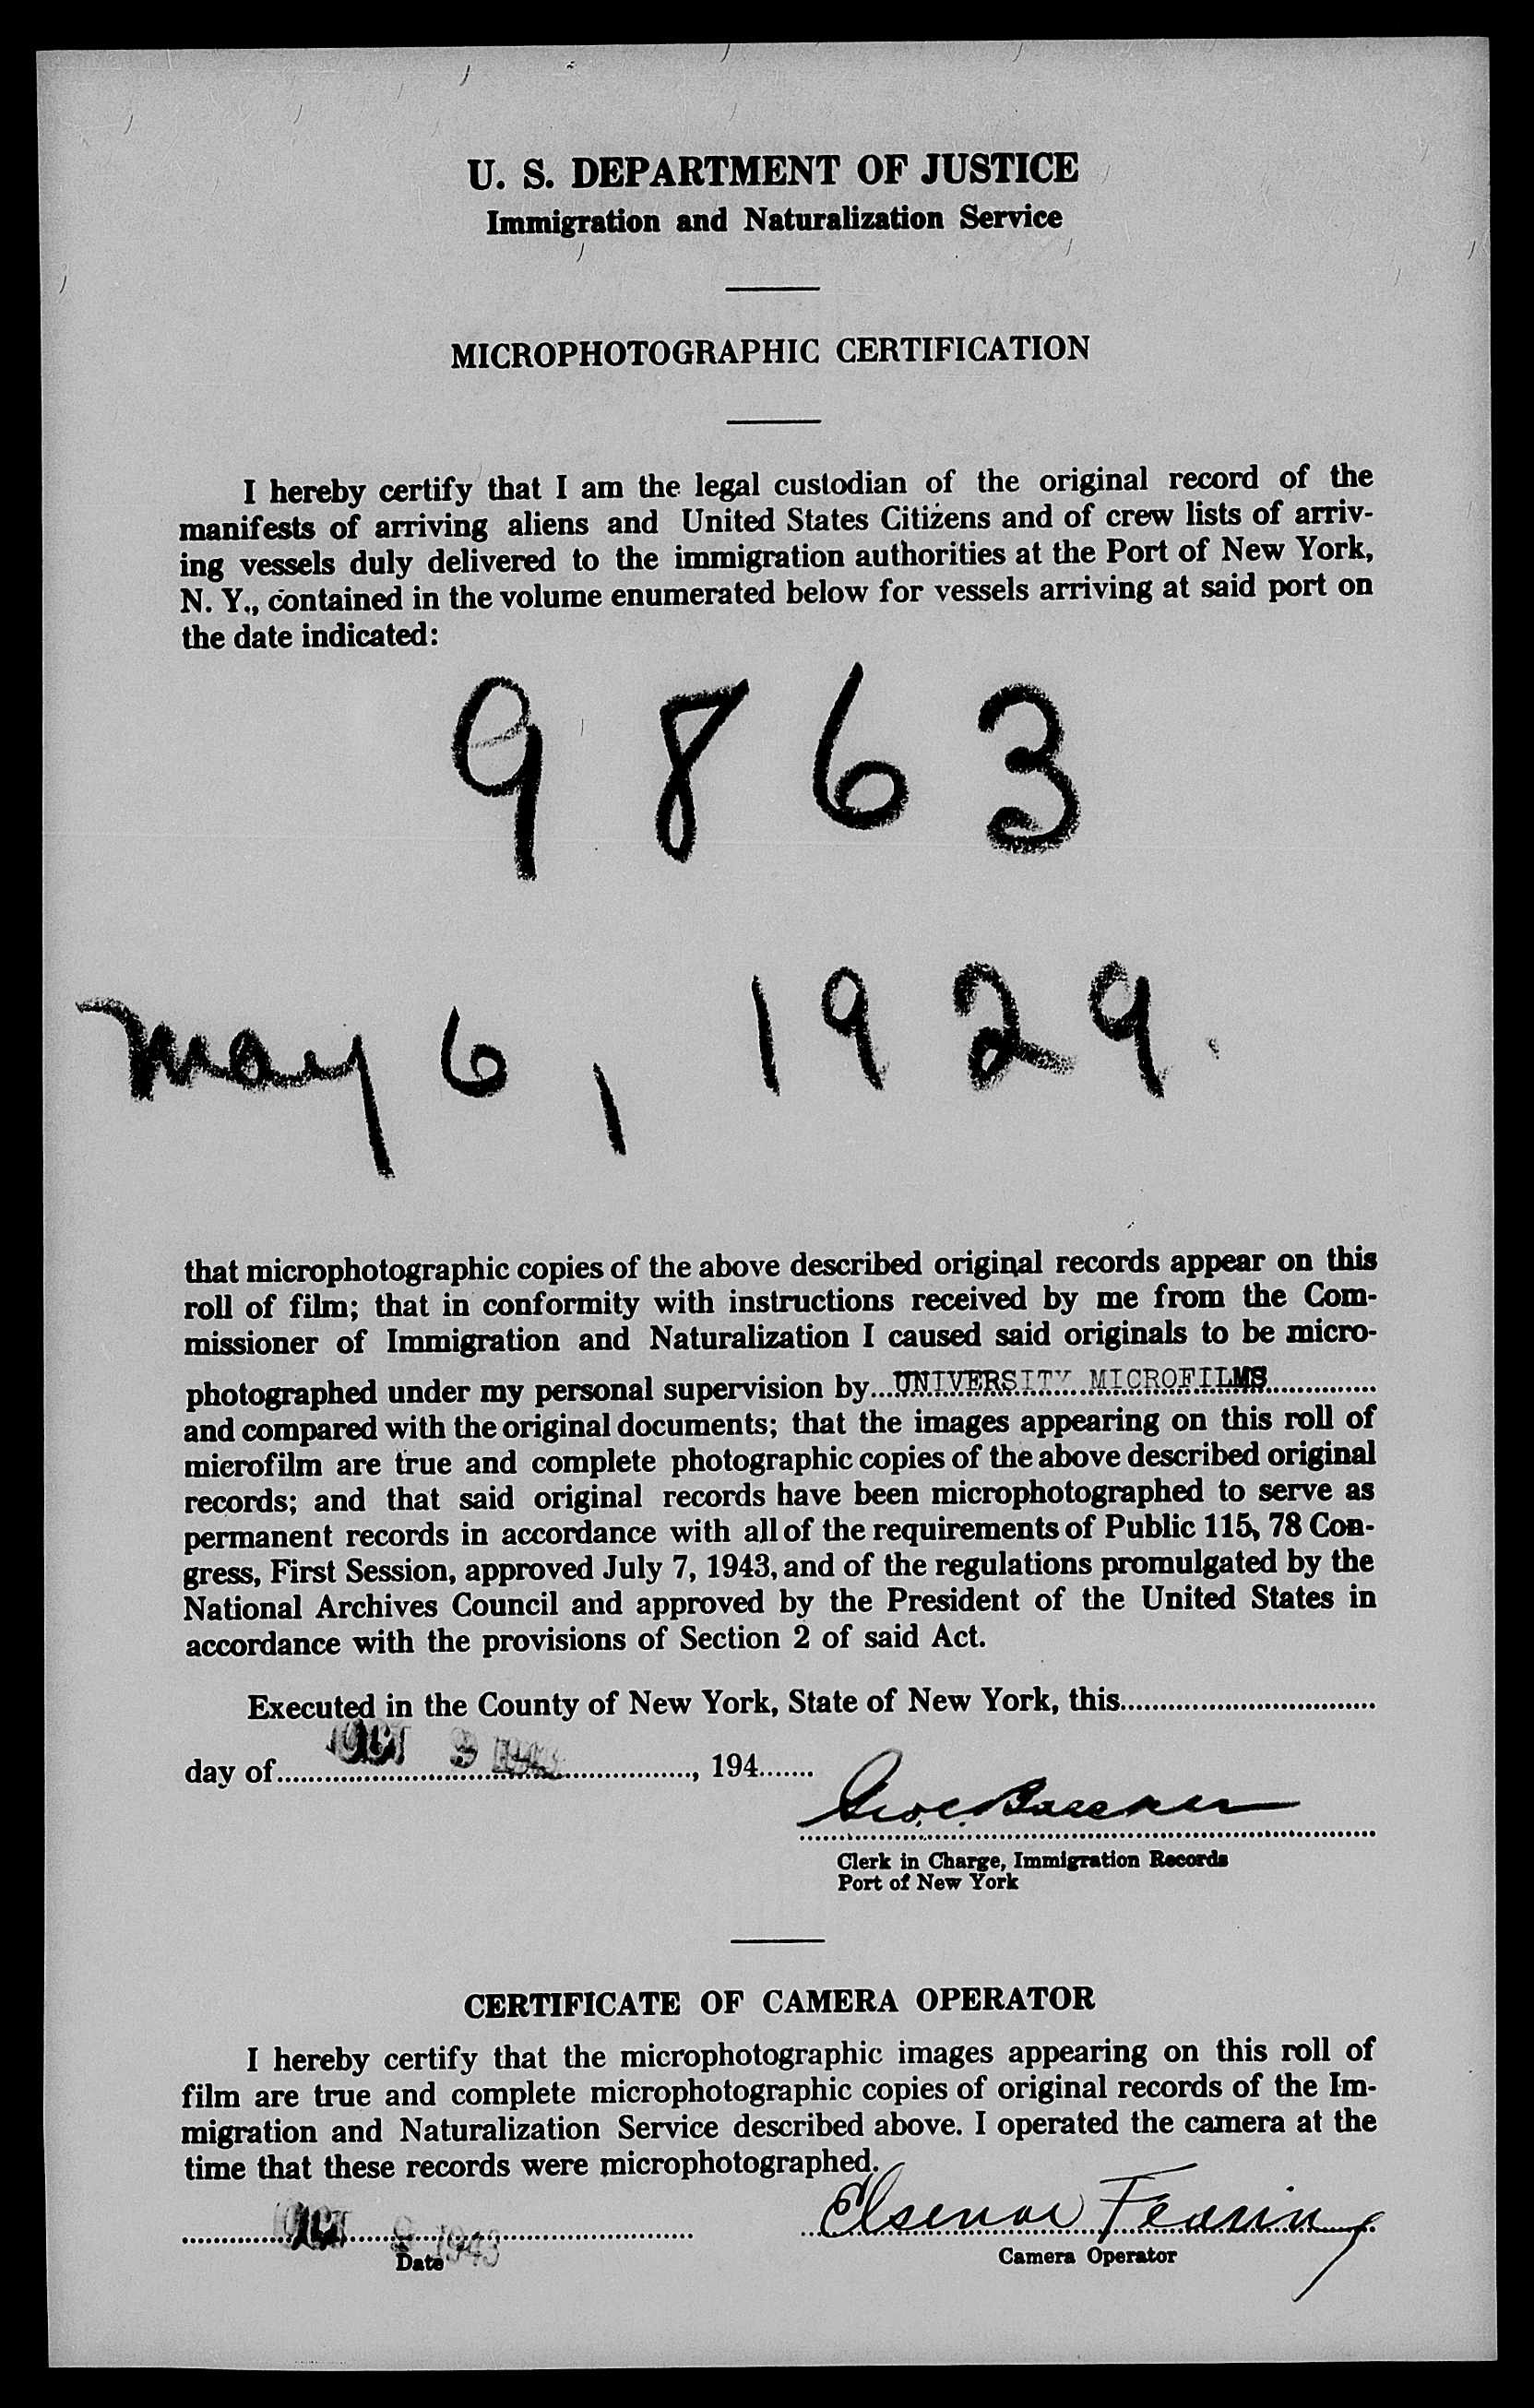 U. S. DEPARTMENT OF JUSTICE
Immigration and Naturalization Service
MICROPHOTOGRAPHIC CERTIFICATION
I hereby certify that I am the legal custodian of the original record of the
manifests of arriving aliens and United States Citizens and of crew lists of arriv-
ing vessels duly delivered to the immigration authorities at the Port of New York,
N. Y., contained in the volume enumerated below for vessels arriving at said port on
the date indicated:
9863
May 6, 1929.
that microphotographic copies of the above described original records appear on this
roll of film; that in conformity with instructions received by me from the Com-
missioner of Immigration and Naturalization I caused said originals to be micro-
photographed under my personal supervision by...UNIVERSITY MICROFILMS...
and compared with the original documents; that the images appearing on this roll of
microfilm are true and complete photographic copies of the above described original
records; and that said original records have been microphotographed to serve as
permanent records in accordance with all of the requirements of Public 115, 78 Con-
gress, First Session, approved July 7, 1943, and of the regulations promulgated by the
National Archives Council and approved by the President of the United States in
accordance with the provisions of Section 2 of said Act.
Executed in the County of New York, State of New York, this......
day of...... OCT ......, 194......
Clerk in Charge, Immigration Records
Port of New York
CERTIFICATE OF CAMERA OPERATOR
I hereby certify that the microphotographic images appearing on this roll of
film are true and complete microphotographic copies of original records of the Im-
migration and Naturalization Service described above. I operated the camera at the
time that these records were microphotographed.
OCT 1943
Date
Camera Operator